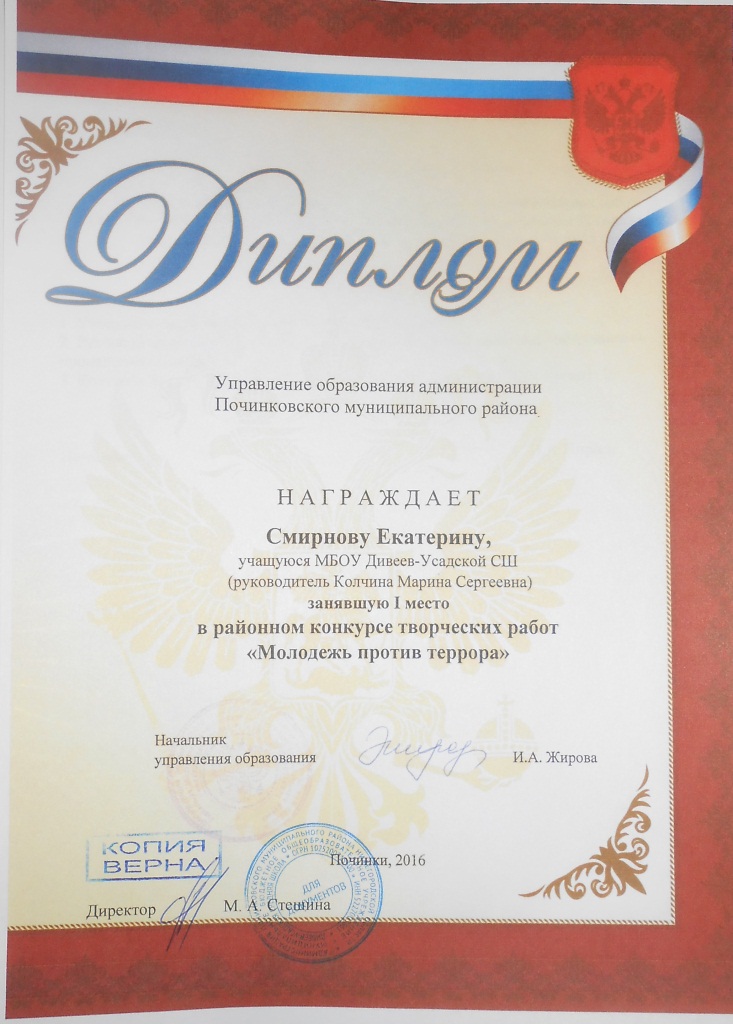 Диплом
Управление образования администрации
Починковского муниципального района
НАГРАЖДАЕТ
Смирнову Екатерину,
учащуюся МБОУ Дивеев-Усадской СШ
(руководитель Колчина Марина Сергеевна)
занявшую I место
в районном конкурсе творческих работ
«Молодежь против террора»
Начальник
управления образования
И.А. Жирова
КОПИЯ
ВЕРНА
Починки, 2016
ДЛЯ
ДОКУМЕНТОВ
Директор
М. А. Стешина